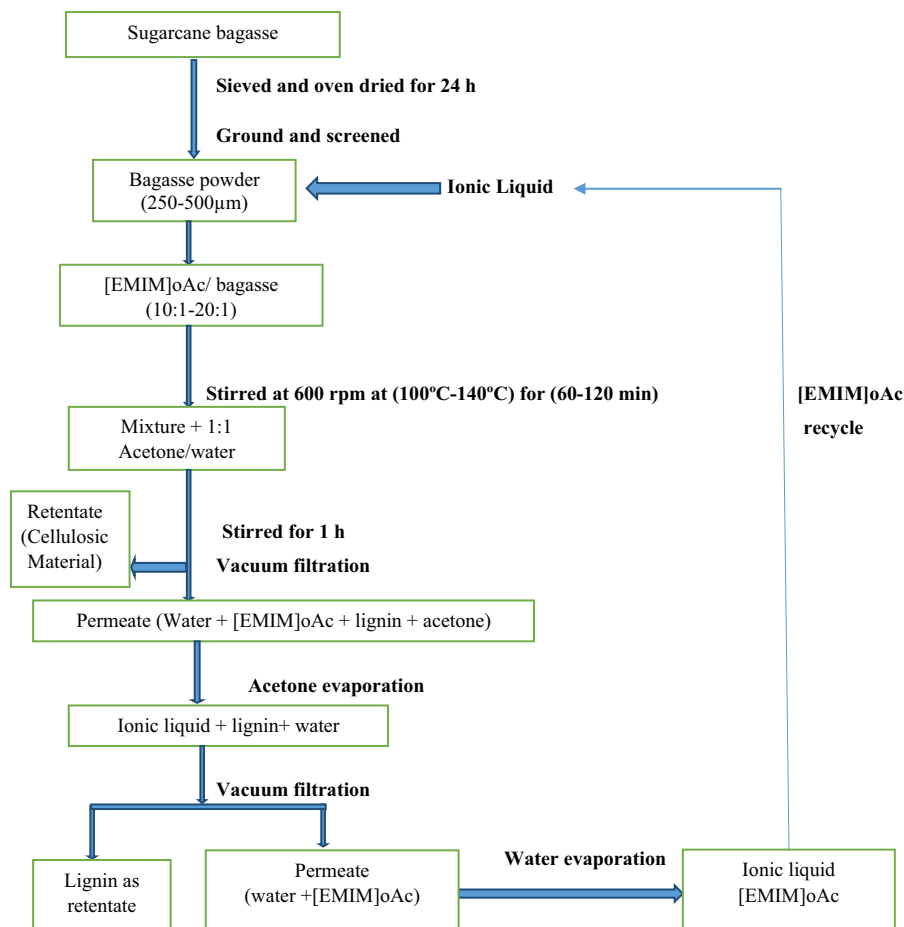 Sugarcane bagasse
Sieved and oven dried for 24 h
Ground and screened
Bagasse powder
(250-500µm)
Ionic Liquid
[EMIM]oAc/ bagasse
(10:1-20:1)
Stirred at 600 rpm at (100ºC-140ºC) for (60-120 min)
[EMIM]oAc
recycle
Mixture + 1:1
Acetone/water
Retentate
(Cellulosic
Material)
Stirred for 1 h
Vacuum filtration
Permeate (Water + [EMIM]oAc + lignin + acetone)
Acetone evaporation
Ionic liquid + lignin+ water
Vacuum filtration
Lignin as
retentate
Permeate
(water +[EMIM]oAc)
Water evaporation
Ionic liquid
[EMIM]oAc